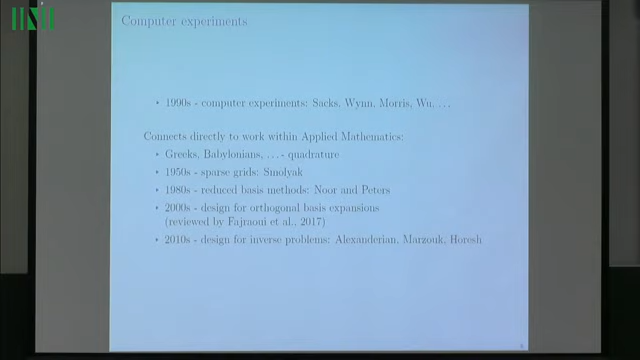 Computer experiments
• 1990s - computer experiments: Sacks, Wynn, Morris, Wu, ...
Connects directly to work within Applied Mathematics:
• Greeks, Babylonians, ... - quadrature
• 1950s - sparse grids: Smolyak
• 1980s - reduced basis methods: Noor and Peters
• 2000s - design for orthogonal basis expansions
(reviewed by Fajraoui et al., 2017)
• 2010s - design for inverse problems: Alexanderian, Marzouk, Horesh